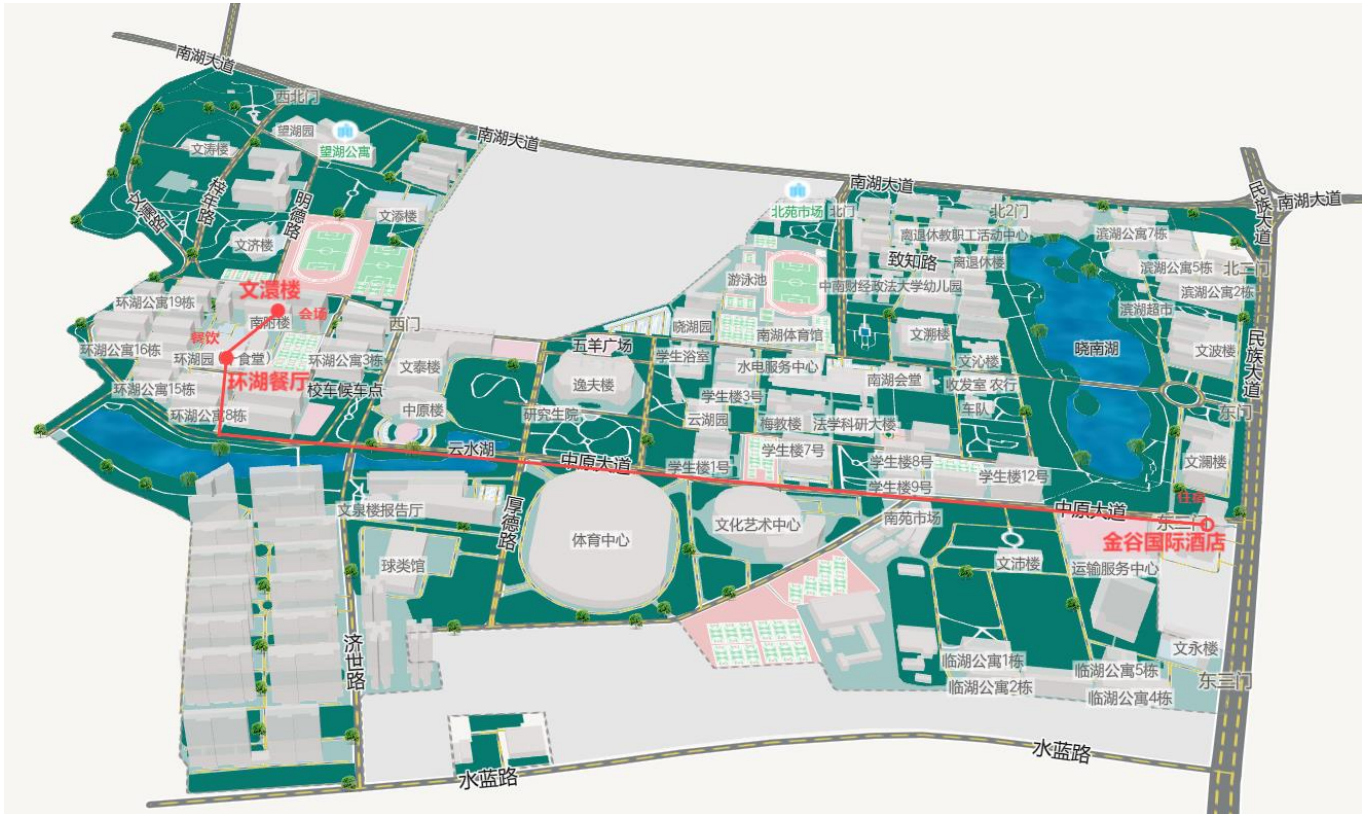 南湖大道
西北门
望湖园
望湖公寓
南湖大道
文涛楼
梓年路
明德路
文添楼
文济楼
南湖大道
北苑市场
北门
北2门
民族大道
南湖大道
离退休教职工活动中心
滨湖公寓7栋
致知路
离退休楼
滨湖公寓5栋
北二门
游泳池
中南财经政法大学幼儿园
滨湖公寓2栋
滨湖超市
环湖公寓19栋
文澴楼
会场
南阳楼
西门
晓湖园
南湖体育馆
文溯楼
民族大道
餐饮
环湖公寓16栋
环湖园
食堂）
环湖公寓3栋
文泰楼
五羊广场
学生浴室
水电服务中心
文沁楼
晓南湖
文波楼
环湖餐厅
环湖公寓15栋
校车候车点
逸夫楼
学生楼3号
南湖会堂
收发室
农行
车队
东门
环湖公寓8栋
中原楼
研究生院
云湖园
梅教楼
法学科研大楼
云水湖
中原大道
学生楼1号
学生楼7号
学生楼8号
学生楼12号
文澜楼
学生楼9号
住宿
文泉楼报告厅
厚德路
体育中心
文化艺术中心
南苑市场
中原大道
东二门
金谷国际酒店
球类馆
文沛楼
运输服务中心
济世路
文永楼
临湖公寓1栋
临湖公寓5栋
东三门
临湖公寓2栋
临湖公寓4栋
水蓝路
水蓝路